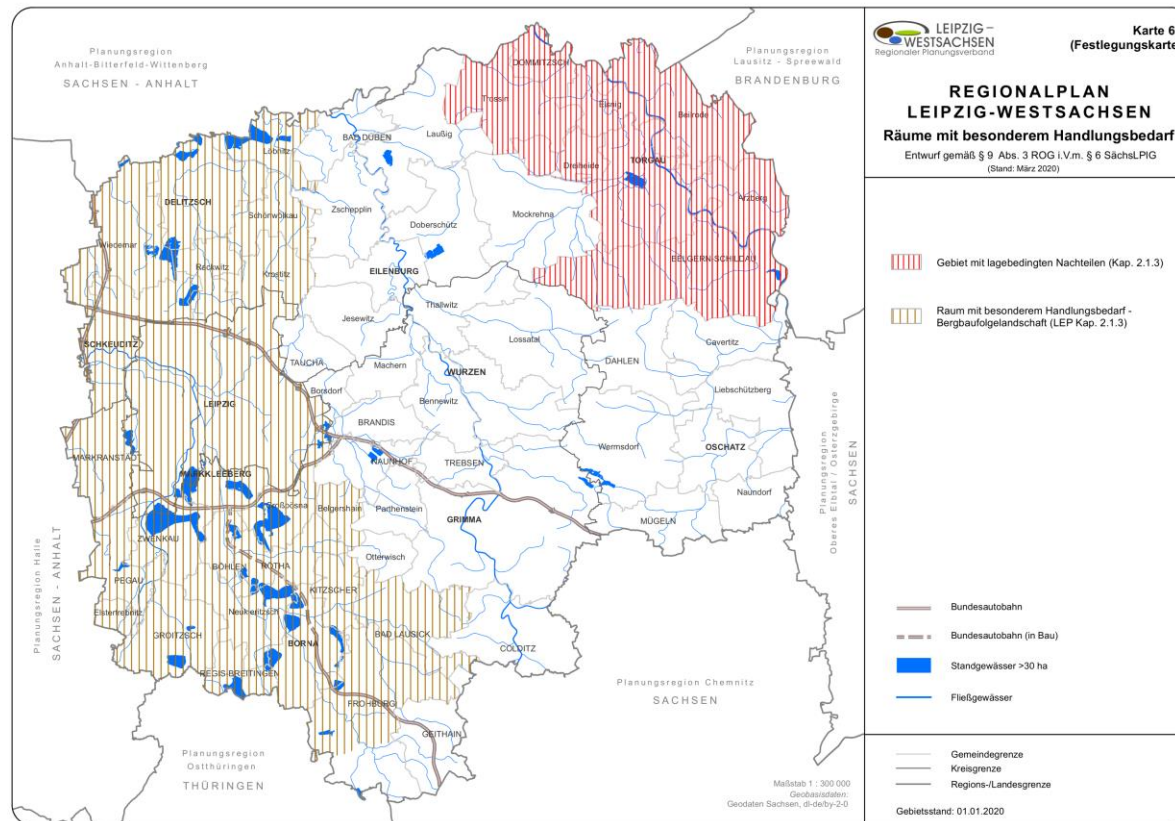 LEIPZIG –
WESTSACHSEN
Regionaler Planungsverband
Karte 6
(Festlegungskarte
REGIONALPLAN
LEIPZIG-WESTSACHSEN
Räume mit besonderem Handlungsbedarf
Entwurf gemäß § 9 Abs. 3 ROG i.V.m. § 6 SächsLPlG
(Stand: März 2020)
Gebiet mit lagebedingten Nachteilen (Kap. 2.1.3)
Raum mit besonderem Handlungsbedarf -
Bergbaufolgelandschaft (LEP Kap. 2.1.3)
Bundesautobahn
Bundesautobahn (in Bau)
Standgewässer >30 ha
Fließgewässer
Gemeindegrenze
Kreisgrenze
Regions-/Landesgrenze
Gebietsstand: 01.01.2020
Planungsregion
Anhalt-Bitterfeld-Wittenberg
SACHSEN - ANHALT
Planungsregion
Lausitz - Spreewald
BRANDENBURG
DOMMITZSCH
Trossin
Elsnig
Beilrode
Laußig
BAD DÜBEN
Löbnitz
Dreiheide
TORGAU
DELITZSCH
Schönwölkau
Zschepplin
Doberschütz
Mockrehna
Arzberg
Wiedemar
Rackwitz
Krostitz
EILENBURG
BELGERN-SCHILDAU
Thallwitz
Jesewitz
Lossatal
SCHKEUDITZ
TAUCHA
Machern
WURZEN
DAHLEN
Cavertitz
Liebschützberg
Borsdorf
LEIPZIG
Bennewitz
BRANDIS
Wermsdorf
OSCHATZ
MARKRANSTÄDT
MARKKLEEBERG
NAUNHOF
TREBSEN
Naundorf
Großpösna
Belgershain
Parthenstein
GRIMMA
MÜGELN
ZWENKAU
Otterwisch
PEGAU
BÖHLEN
RÖTHA
KITZSCHER
Elstertrebnitz
Neukieritzsch
GROITZSCH
BORNA
BAD LAUSICK
COLDITZ
REGIS-BREITINGEN
FROHBURG
GEITHAIN
Planungsregion Halle
SACHSEN - ANHALT
Planungsregion
Oberes Elbtal / Osterzgebirge
SACHSEN
Planungsregion Chemnitz
SACHSEN
Planungsregion
Ostthüringen
THÜRINGEN
Maßstab 1 : 300 000
Geobasisdaten:
Geodaten Sachsen, dl-de/by-2-0